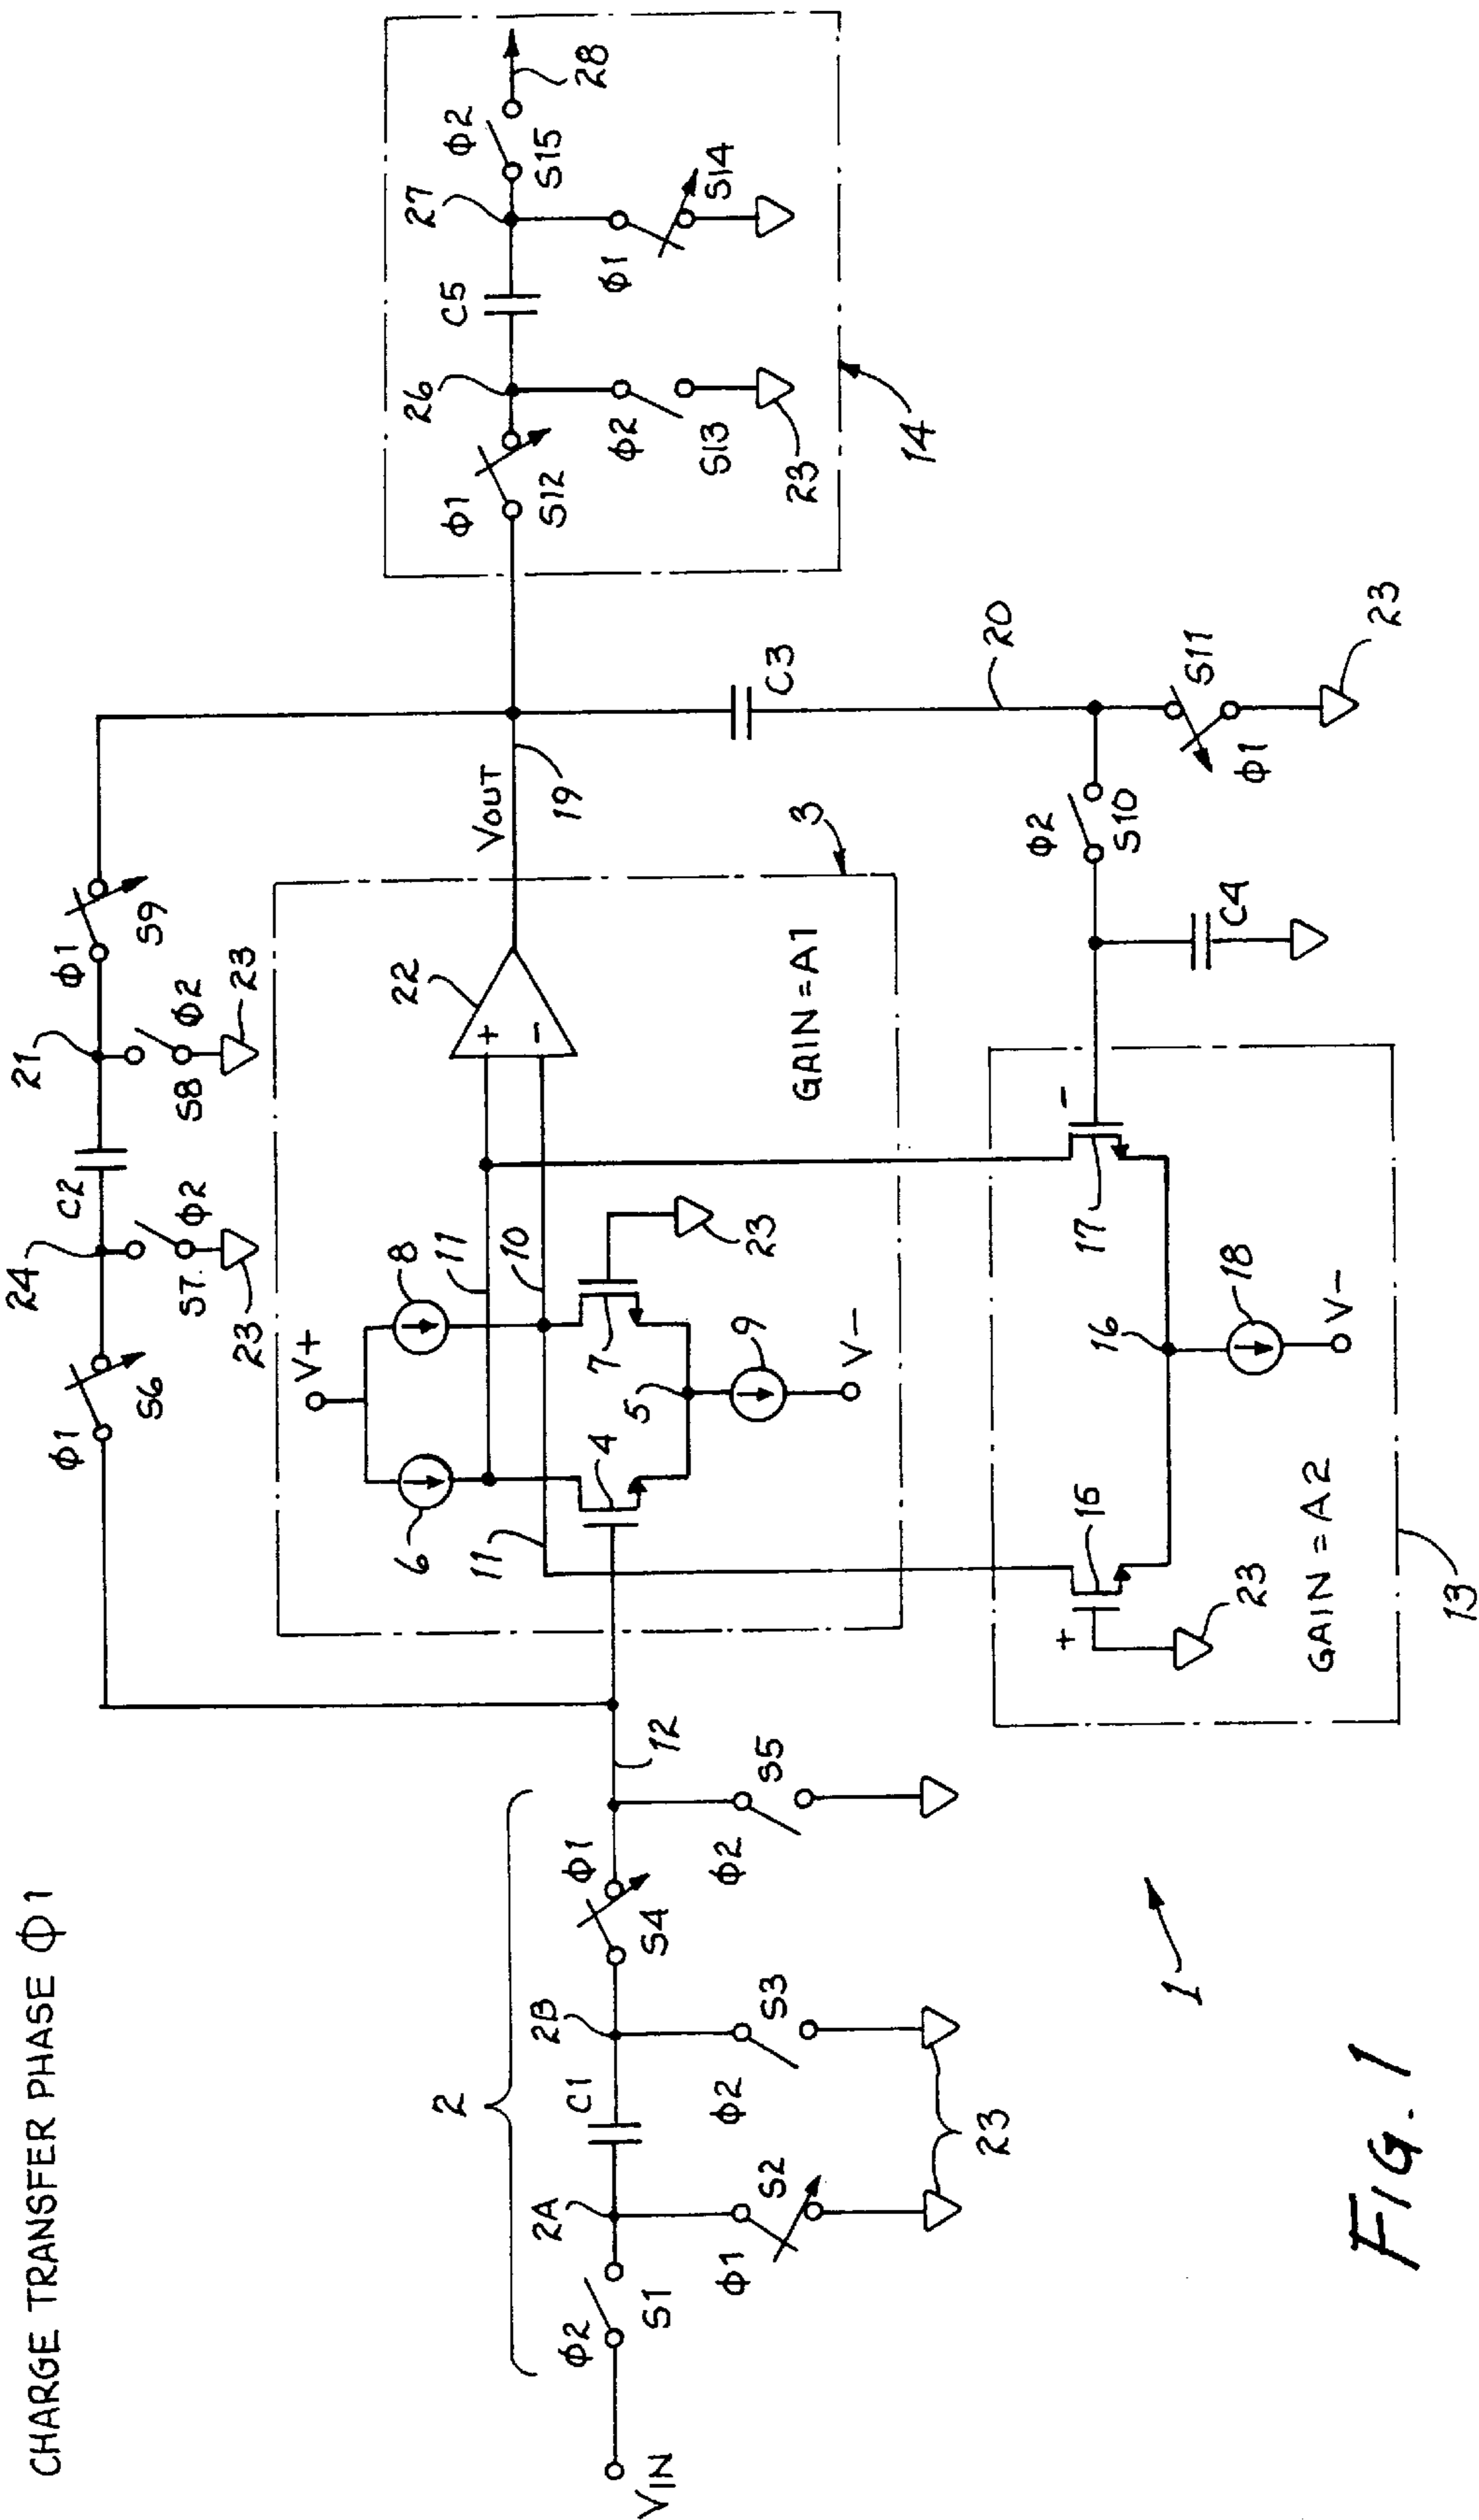 CHARGE TRANSFER PHASE Φ1
24
C2
21
Φ1
S6
S7
Φ2
23
S8
Φ2
23
Φ1
S9
V+
6
8
11
11
10
4
7
5
9
V-
23
22
+
-
GAIN=A1
3
VOUT
19
Φ1
S12
26
C5
27
Φ2
S15
28
Φ2
S13
23
Φ1
S14
14
2
VIN
Φ2
S1
2A
C1
2B
Φ1
S4
12
Φ1
S2
Φ2
S3
Φ2
S5
23
C3
20
+
16
23
GAIN=A2
16
18
V-
17
-
13
C4
Φ2
S10
Φ1
S11
23
1
FIG. 1